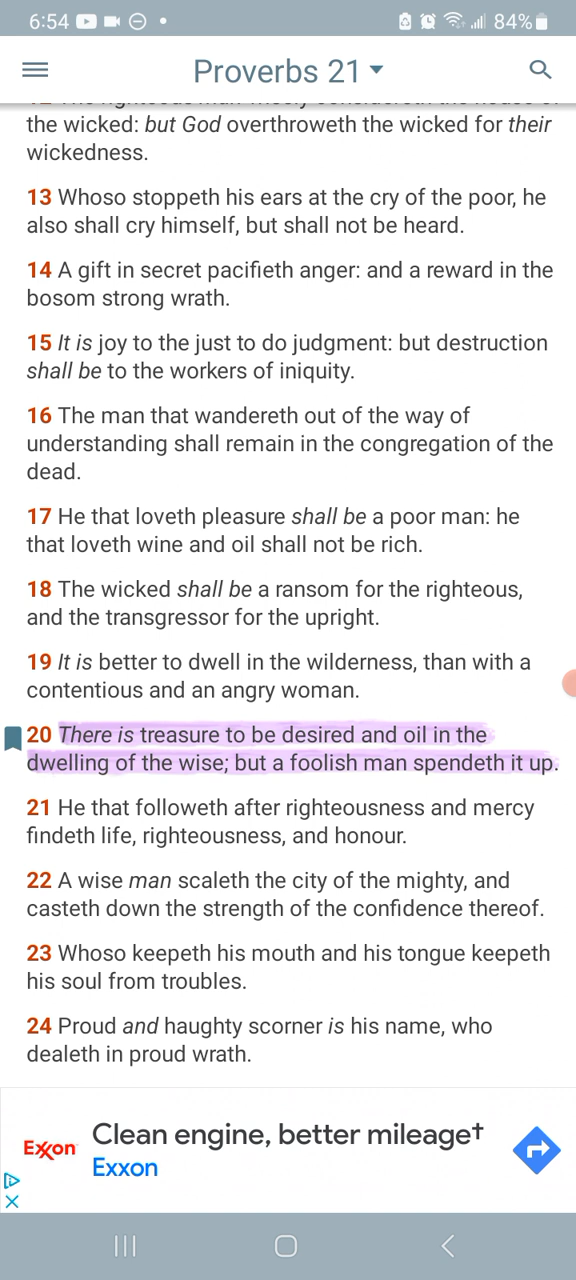 6:54
84%
Proverbs 21
the wicked: but God overthroweth the wicked for their
wickedness.
13 Whoso stoppeth his ears at the cry of the poor, he
also shall cry himself, but shall not be heard.
14 A gift in secret pacifieth anger: and a reward in the
bosom strong wrath.
15 It is joy to the just to do judgment: but destruction
shall be to the workers of iniquity.
16 The man that wandereth out of the way of
understanding shall remain in the congregation of the
dead.
17 He that loveth pleasure shall be a poor man: he
that loveth wine and oil shall not be rich.
18 The wicked shall be a ransom for the righteous,
and the transgressor for the upright.
19 It is better to dwell in the wilderness, than with a
contentious and an angry woman.
20 There is treasure to be desired and oil in the
dwelling of the wise; but a foolish man spendeth it up.
21 He that followeth after righteousness and mercy
findeth life, righteousness, and honour.
22 A wise man scaleth the city of the mighty, and
casteth down the strength of the confidence thereof.
23 Whoso keepeth his mouth and his tongue keepeth
his soul from troubles.
24 Proud and haughty scorner is his name, who
dealeth in proud wrath.
Exxon
Clean engine, better mileage†
Exxon